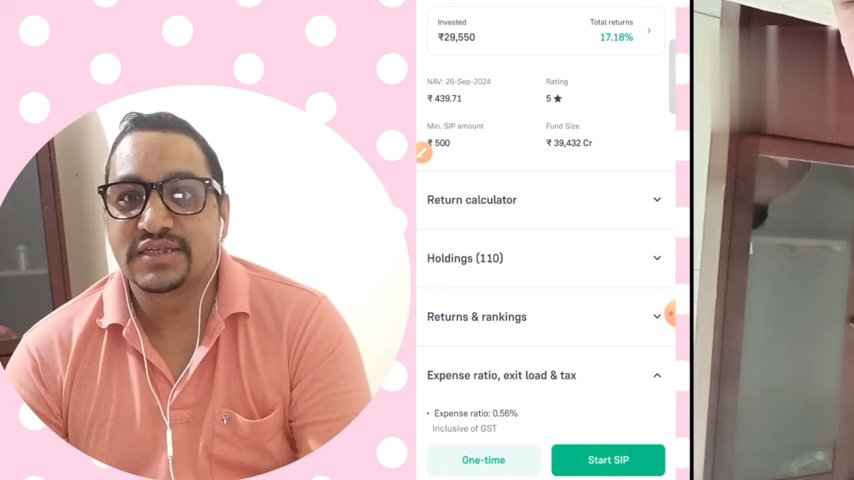 Invested Total returns
₹29,550 17.18%
NAV: 26-Sep-2024 Rating
₹ 439.71 5 ★
Min. SIP amount Fund Size
₹ 500 ₹ 39,432 Cr
Return calculator
Holdings (110)
Returns & rankings
Expense ratio, exit load & tax
• Expense ratio: 0.56%
Inclusive of GST
One-time Start SIP